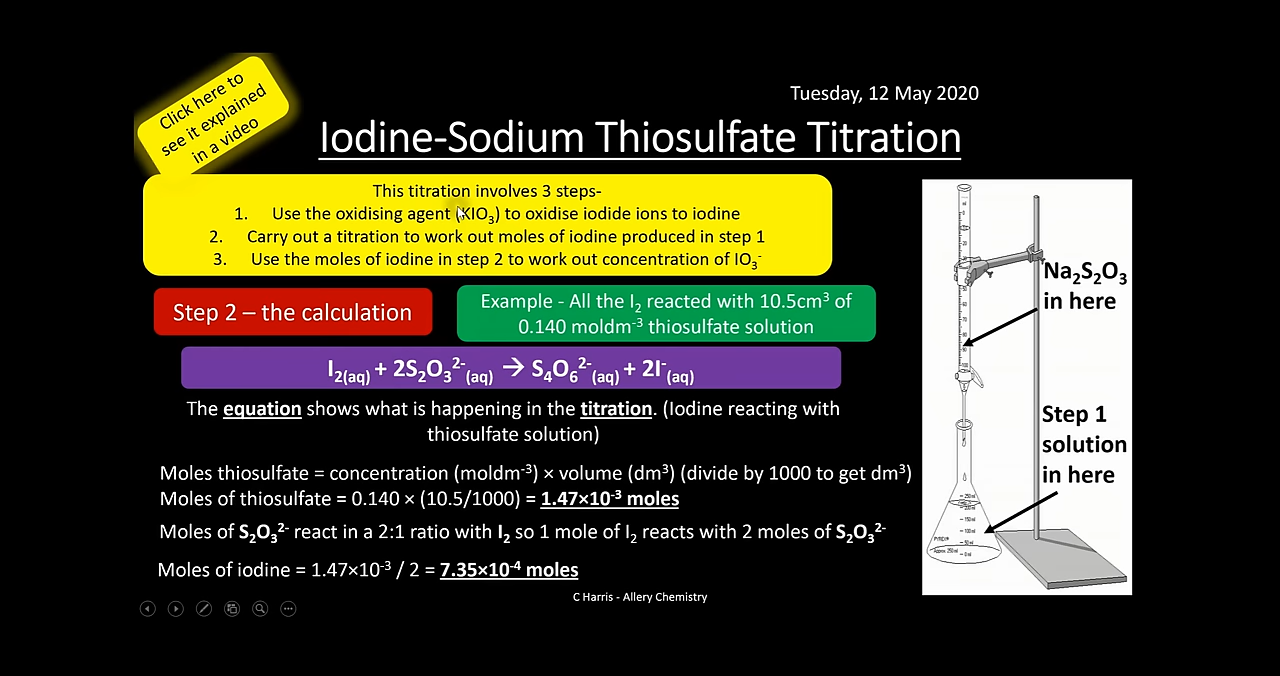 Click here to
see it explained
in a video
Tuesday, 12 May 2020
Iodine-Sodium Thiosulfate Titration
This titration involves 3 steps-
1. Use the oxidising agent (KIO₃) to oxidise iodide ions to iodine
2. Carry out a titration to work out moles of iodine produced in step 1
3. Use the moles of iodine in step 2 to work out concentration of IO₃⁻
Step 2 – the calculation
Example - All the I₂ reacted with 10.5cm³ of
0.140 moldm⁻³ thiosulfate solution
I₂(aq) + 2S₂O₃²⁻(aq) → S₄O₆²⁻(aq) + 2I⁻(aq)
The equation shows what is happening in the titration. (Iodine reacting with
thiosulfate solution)
Moles thiosulfate = concentration (moldm⁻³) × volume (dm³) (divide by 1000 to get dm³)
Moles of thiosulfate = 0.140 × (10.5/1000) = 1.47×10⁻³ moles
Moles of S₂O₃²⁻ react in a 2:1 ratio with I₂ so 1 mole of I₂ reacts with 2 moles of S₂O₃²⁻
Moles of iodine = 1.47×10⁻³ / 2 = 7.35×10⁻⁴ moles
C Harris - Allery Chemistry
Na₂S₂O₃
in here
Step 1
solution
in here